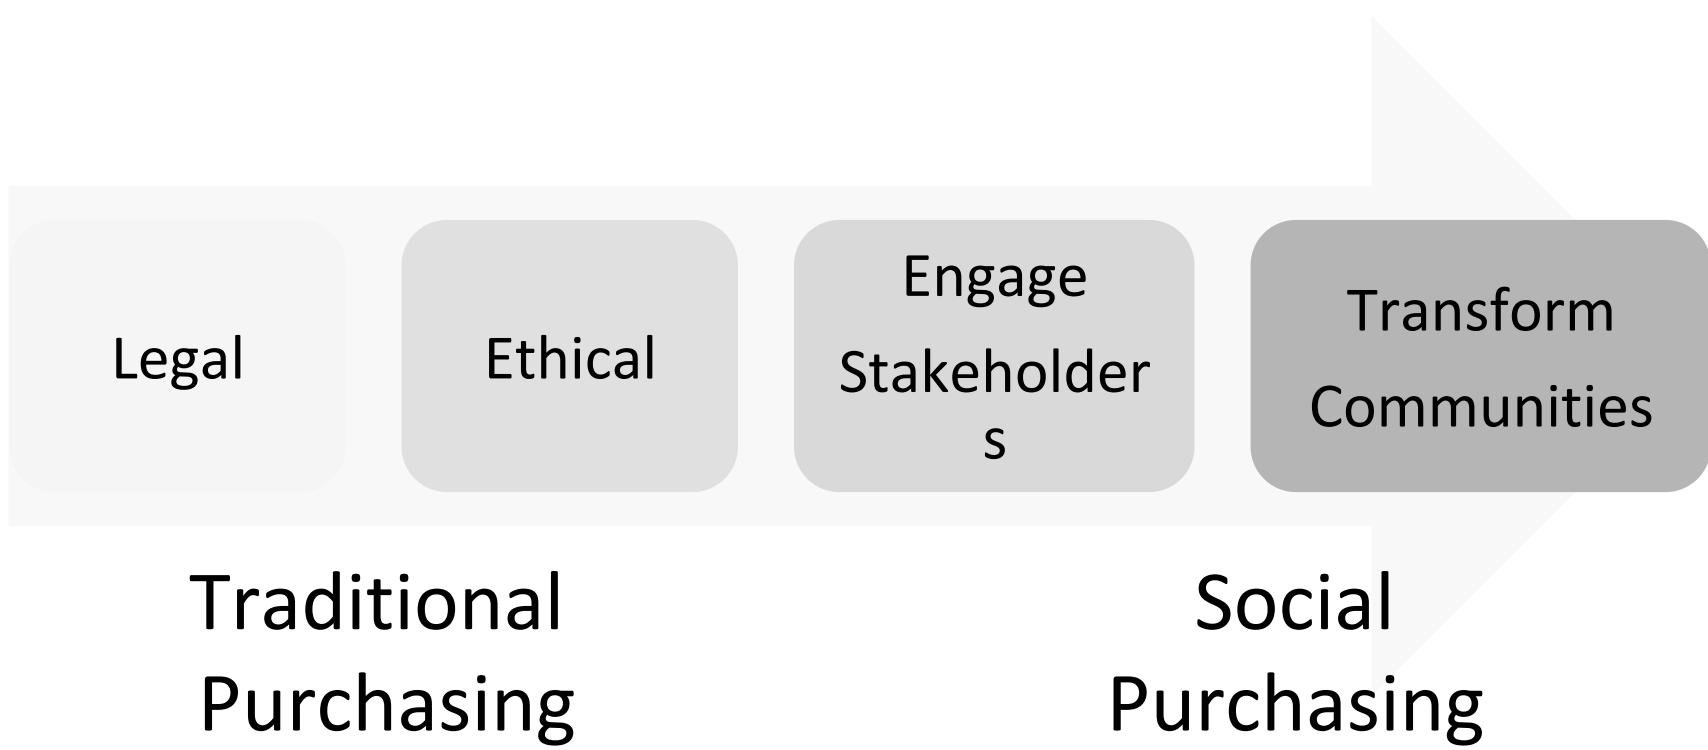 Legal
Ethical
Engage
Stakeholder
s
Transform
Communities
Traditional
Purchasing
Social
Purchasing